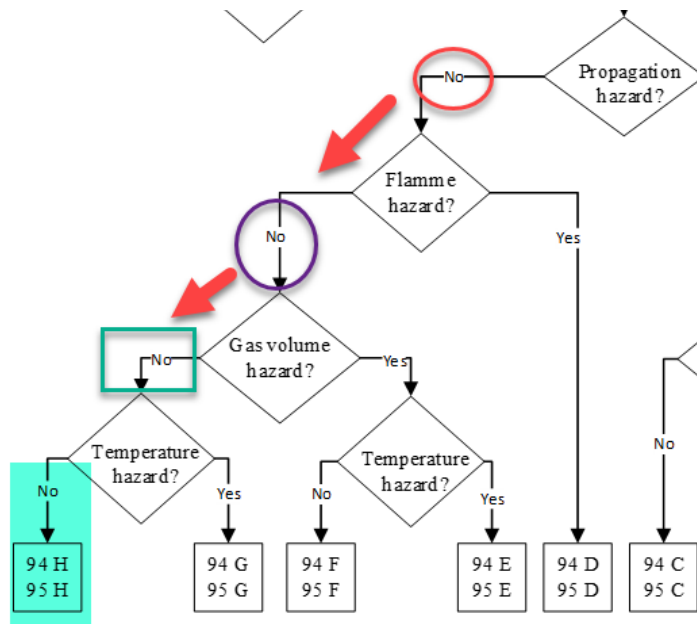 Propagation
hazard?
No
Flamme
hazard?
No
Yes
Gas volume
hazard?
No
Yes
Temperature
hazard?
Temperature
hazard?
No
No
Yes
No
Yes
94 H
95 H
94 G
95 G
94 F
95 F
94 E
95 E
94 D
95 D
94 C
95 C